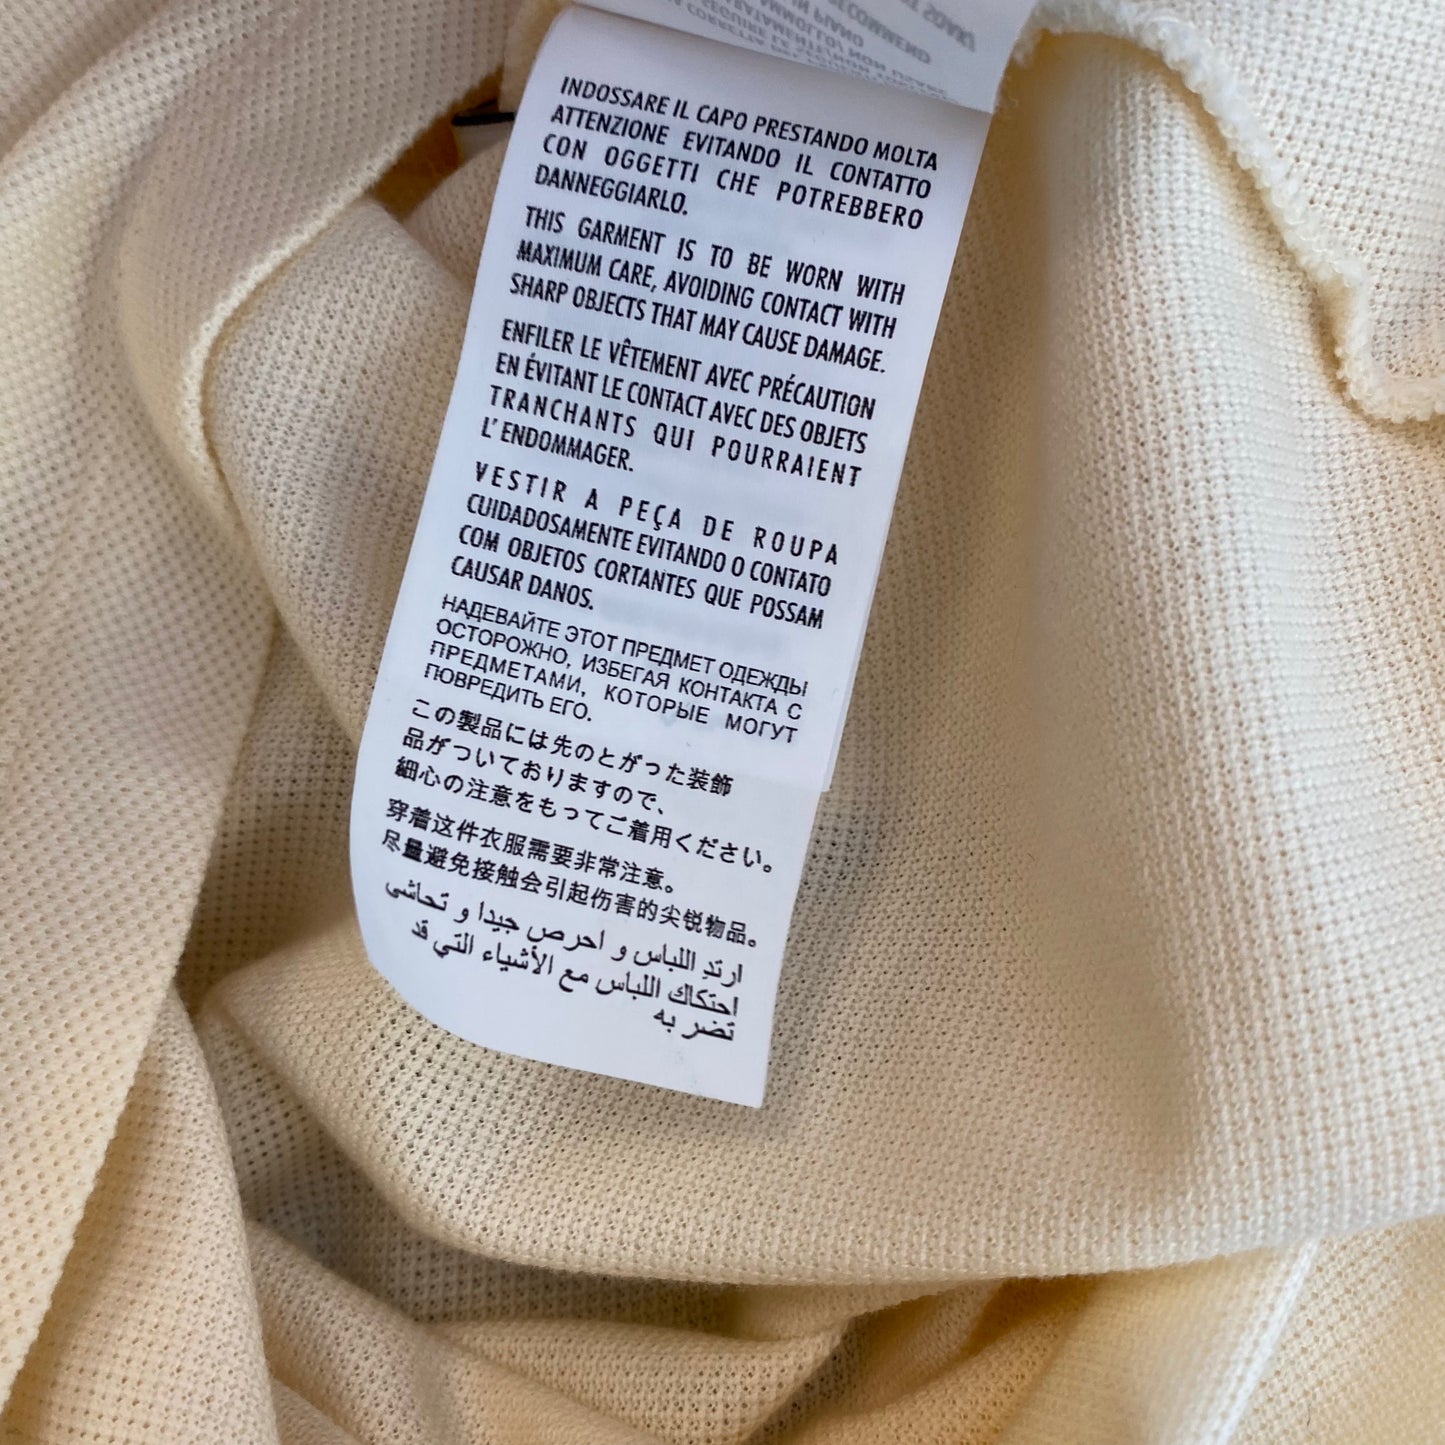 INDOSSARE IL CAPO PRESTANDO MOLTA
ATTENZIONE EVITANDO IL CONTATTO
CON OGGETTI CHE POTREBBERO
DANNEGGIARLO.
THIS GARMENT IS TO BE WORN WITH
MAXIMUM CARE, AVOIDING CONTACT WITH
SHARP OBJECTS THAT MAY CAUSE DAMAGE.
ENFILER LE VÊTEMENT AVEC PRÉCAUTION
EN ÉVITANT LE CONTACT AVEC DES OBJETS
TRANCHANTS QUI POURRAIENT
L' ENDOMMAGER.
VESTIR A PEÇA DE ROUPA
CUIDADOSAMENTE EVITANDO O CONTATO
COM OBJETOS CORTANTES QUE POSSAM
CAUSAR DANOS.
НАДЕВАЙТЕ ЭТОТ ПРЕДМЕТ ОДЕЖДЫ
ОСТОРОЖНО, ИЗБЕГАЯ КОНТАКТА С
ПРЕДМЕТАМИ, КОТОРЫЕ МОГУТ
ПОВРЕДИТЬ ЕГО.
この製品には先のとがった装飾
品がついておりますので、
細心の注意をもってご着用ください。
穿着这件衣服需要非常注意。
尽量避免接触会引起伤害的尖锐物品。
ارتدِ اللباس و احرص جيدا و تحاشى
احتكاك اللباس مع الأشياء التي قد
تضر به